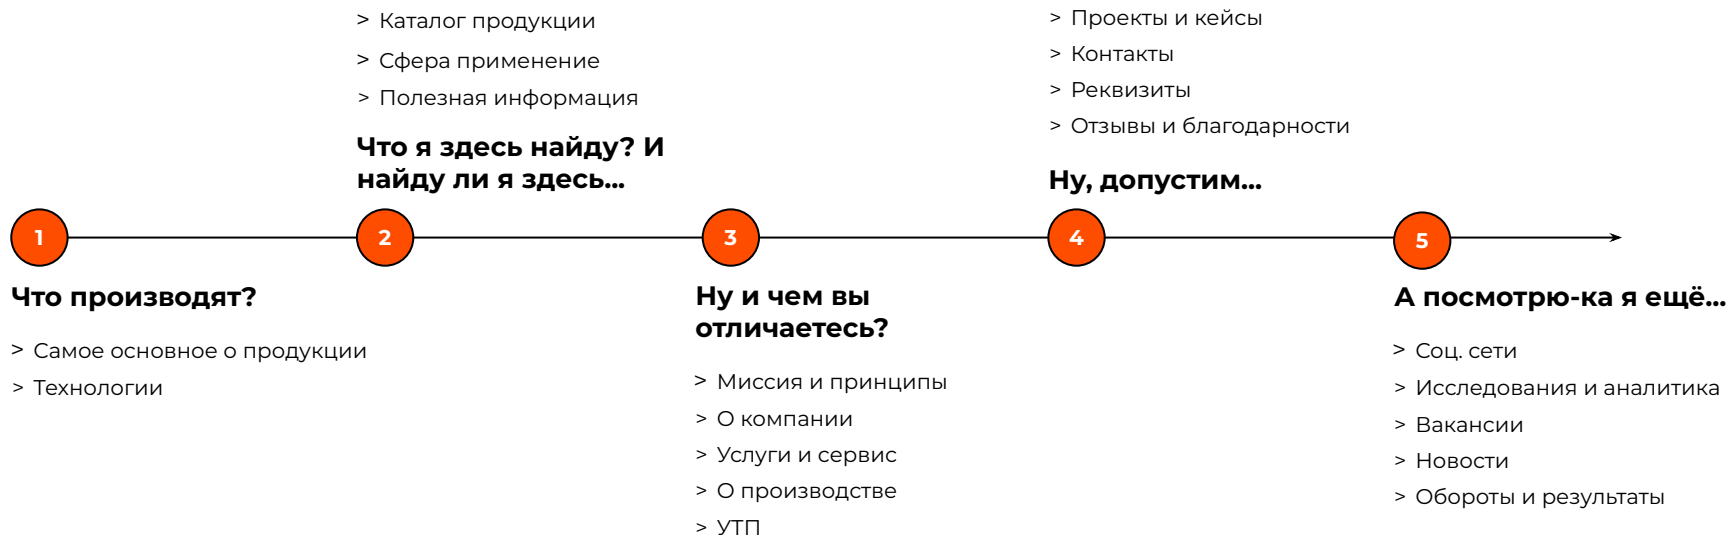 > Каталог продукции
> Сфера применение
> Полезная информация
Что я здесь найду? И
найду ли я здесь...
> Проекты и кейсы
> Контакты
> Реквизиты
> Отзывы и благодарности
Ну, допустим...
1
2
3
4
5
Что производят?
> Самое основное о продукции
> Технологии
Ну и чем вы
отличаетесь?
> Миссия и принципы
> О компании
> Услуги и сервис
> О производстве
> УТП
А посмотрю-ка я ещё...
> Соц. сети
> Исследования и аналитика
> Вакансии
> Новости
> Обороты и результаты